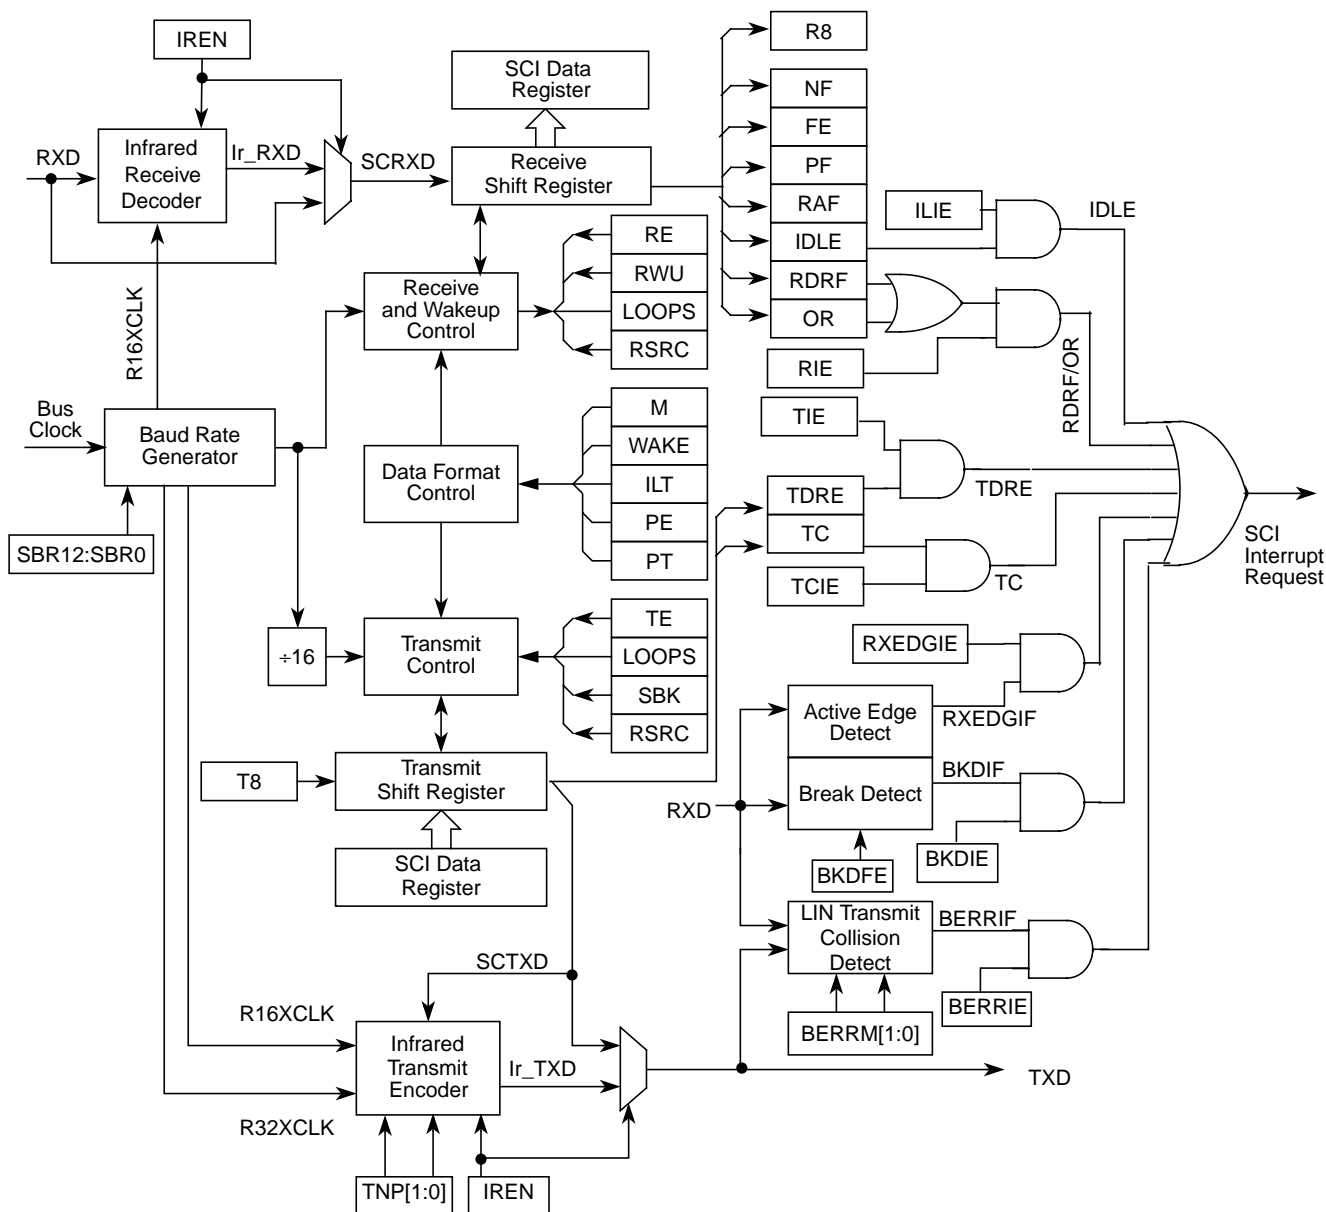 IREN
SCI Data
Register
R8
NF
FE
PF
RAF
IDLE
RDRF
OR
RXD
Infrared
Receive
Decoder
Ir_RXD
SCRXD
Receive
Shift Register
ILIE
IDLE
RE
RWU
LOOPS
RSRC
R16XCLK
Receive
and Wakeup
Control
RIE
RDRF/OR
Bus
Clock
Baud Rate
Generator
SBR12:SBR0
Data Format
Control
M
WAKE
ILT
PE
PT
TIE
TDRE
TC
TCIE
TDRE
TC
SCI
Interrupt
Request
÷16
Transmit
Control
TE
LOOPS
SBK
RSRC
RXEDGIE
Active Edge
Detect
RXEDGIF
T8
Transmit
Shift Register
RXD
Break Detect
BKDIF
SCI Data
Register
BKDFE
BKDIE
LIN Transmit
Collision
Detect
BERRIF
BERRIE
BERRM[1:0]
SCTXD
R16XCLK
Infrared
Transmit
Encoder
Ir_TXD
R32XCLK
TXD
TNP[1:0]
IREN